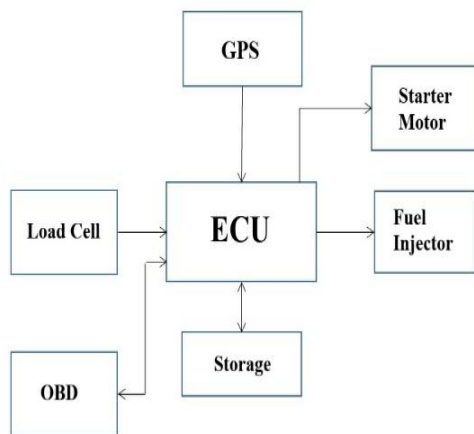 GPS
Starter
Motor
Load Cell
ECU
Fuel
Injector
Storage
OBD